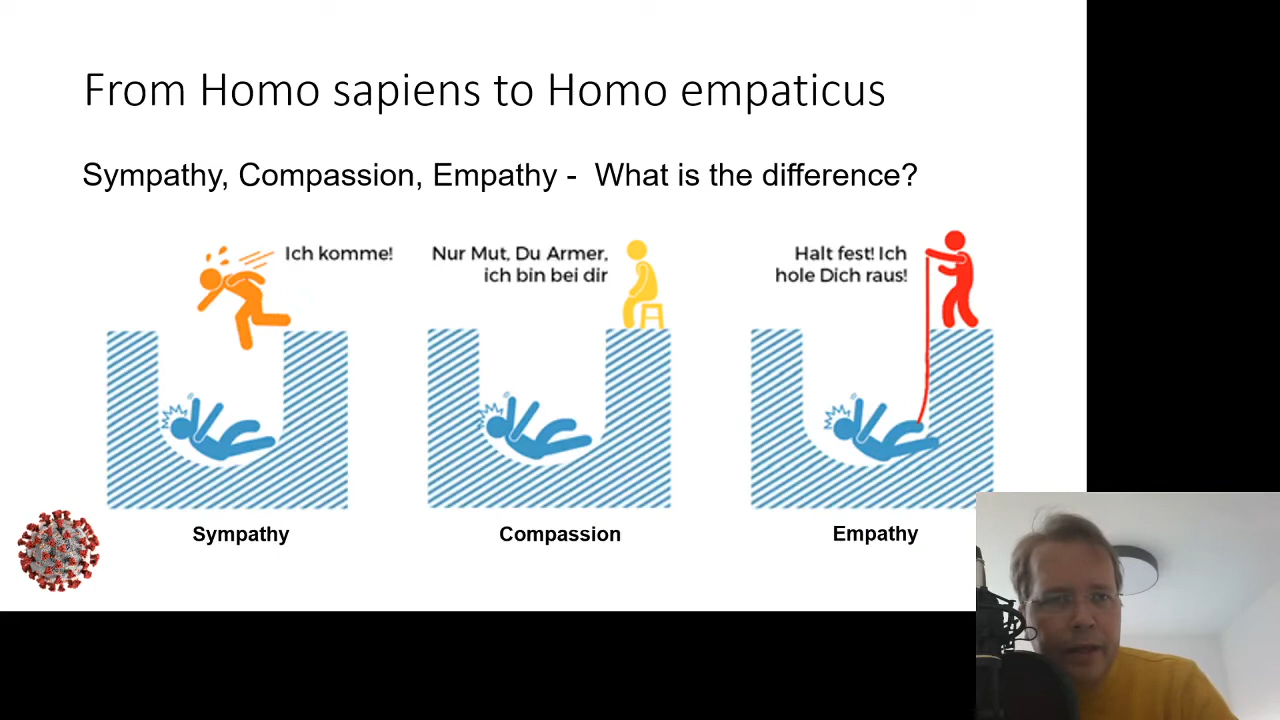 From Homo sapiens to Homo empaticus
Sympathy, Compassion, Empathy - What is the difference?
Ich komme!
Nur Mut, Du Armer,
ich bin bei dir
Halt fest! Ich
hole Dich raus!
Sympathy
Compassion
Empathy